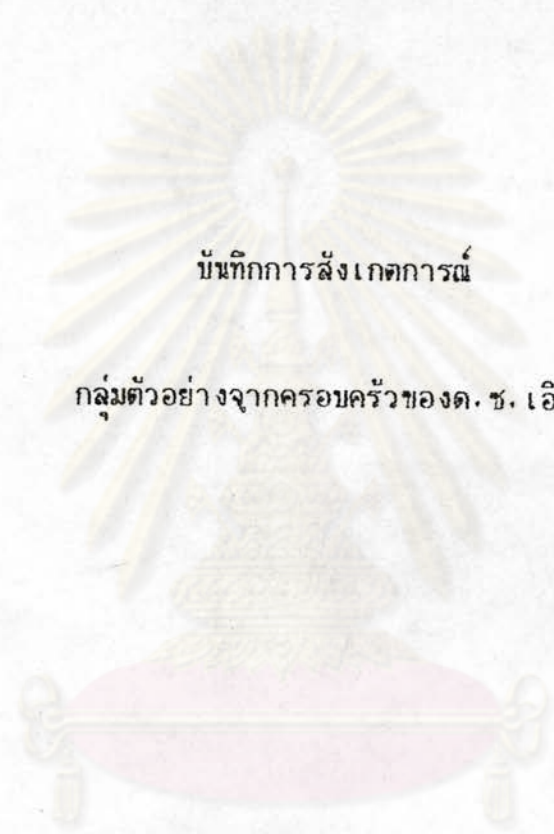 บันทึกการสังเกตการณ์
กลุ่มตัวอย่างจากครอบครัวของด.ช.